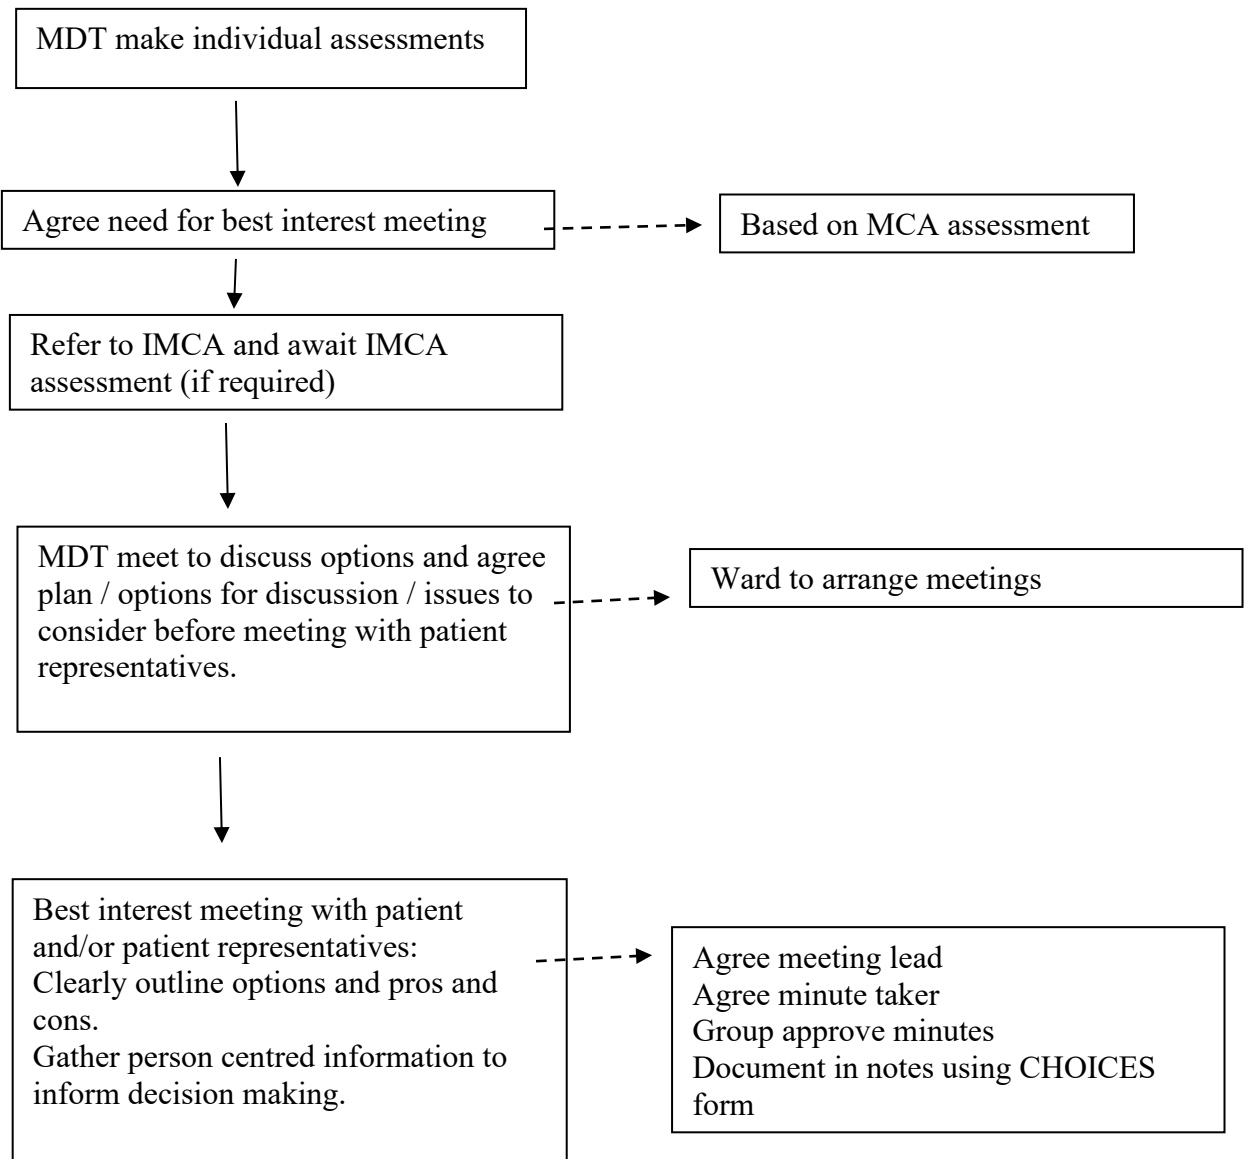 MDT make individual assessments
Agree need for best interest meeting
Based on MCA assessment
Refer to IMCA and await IMCA
assessment (if required)
MDT meet to discuss options and agree
plan / options for discussion / issues to
consider before meeting with patient
representatives.
Ward to arrange meetings
Best interest meeting with patient
and/or patient representatives:
Clearly outline options and pros and
cons.
Gather person centred information to
inform decision making.
Agree meeting lead
Agree minute taker
Group approve minutes
Document in notes using CHOICES
form